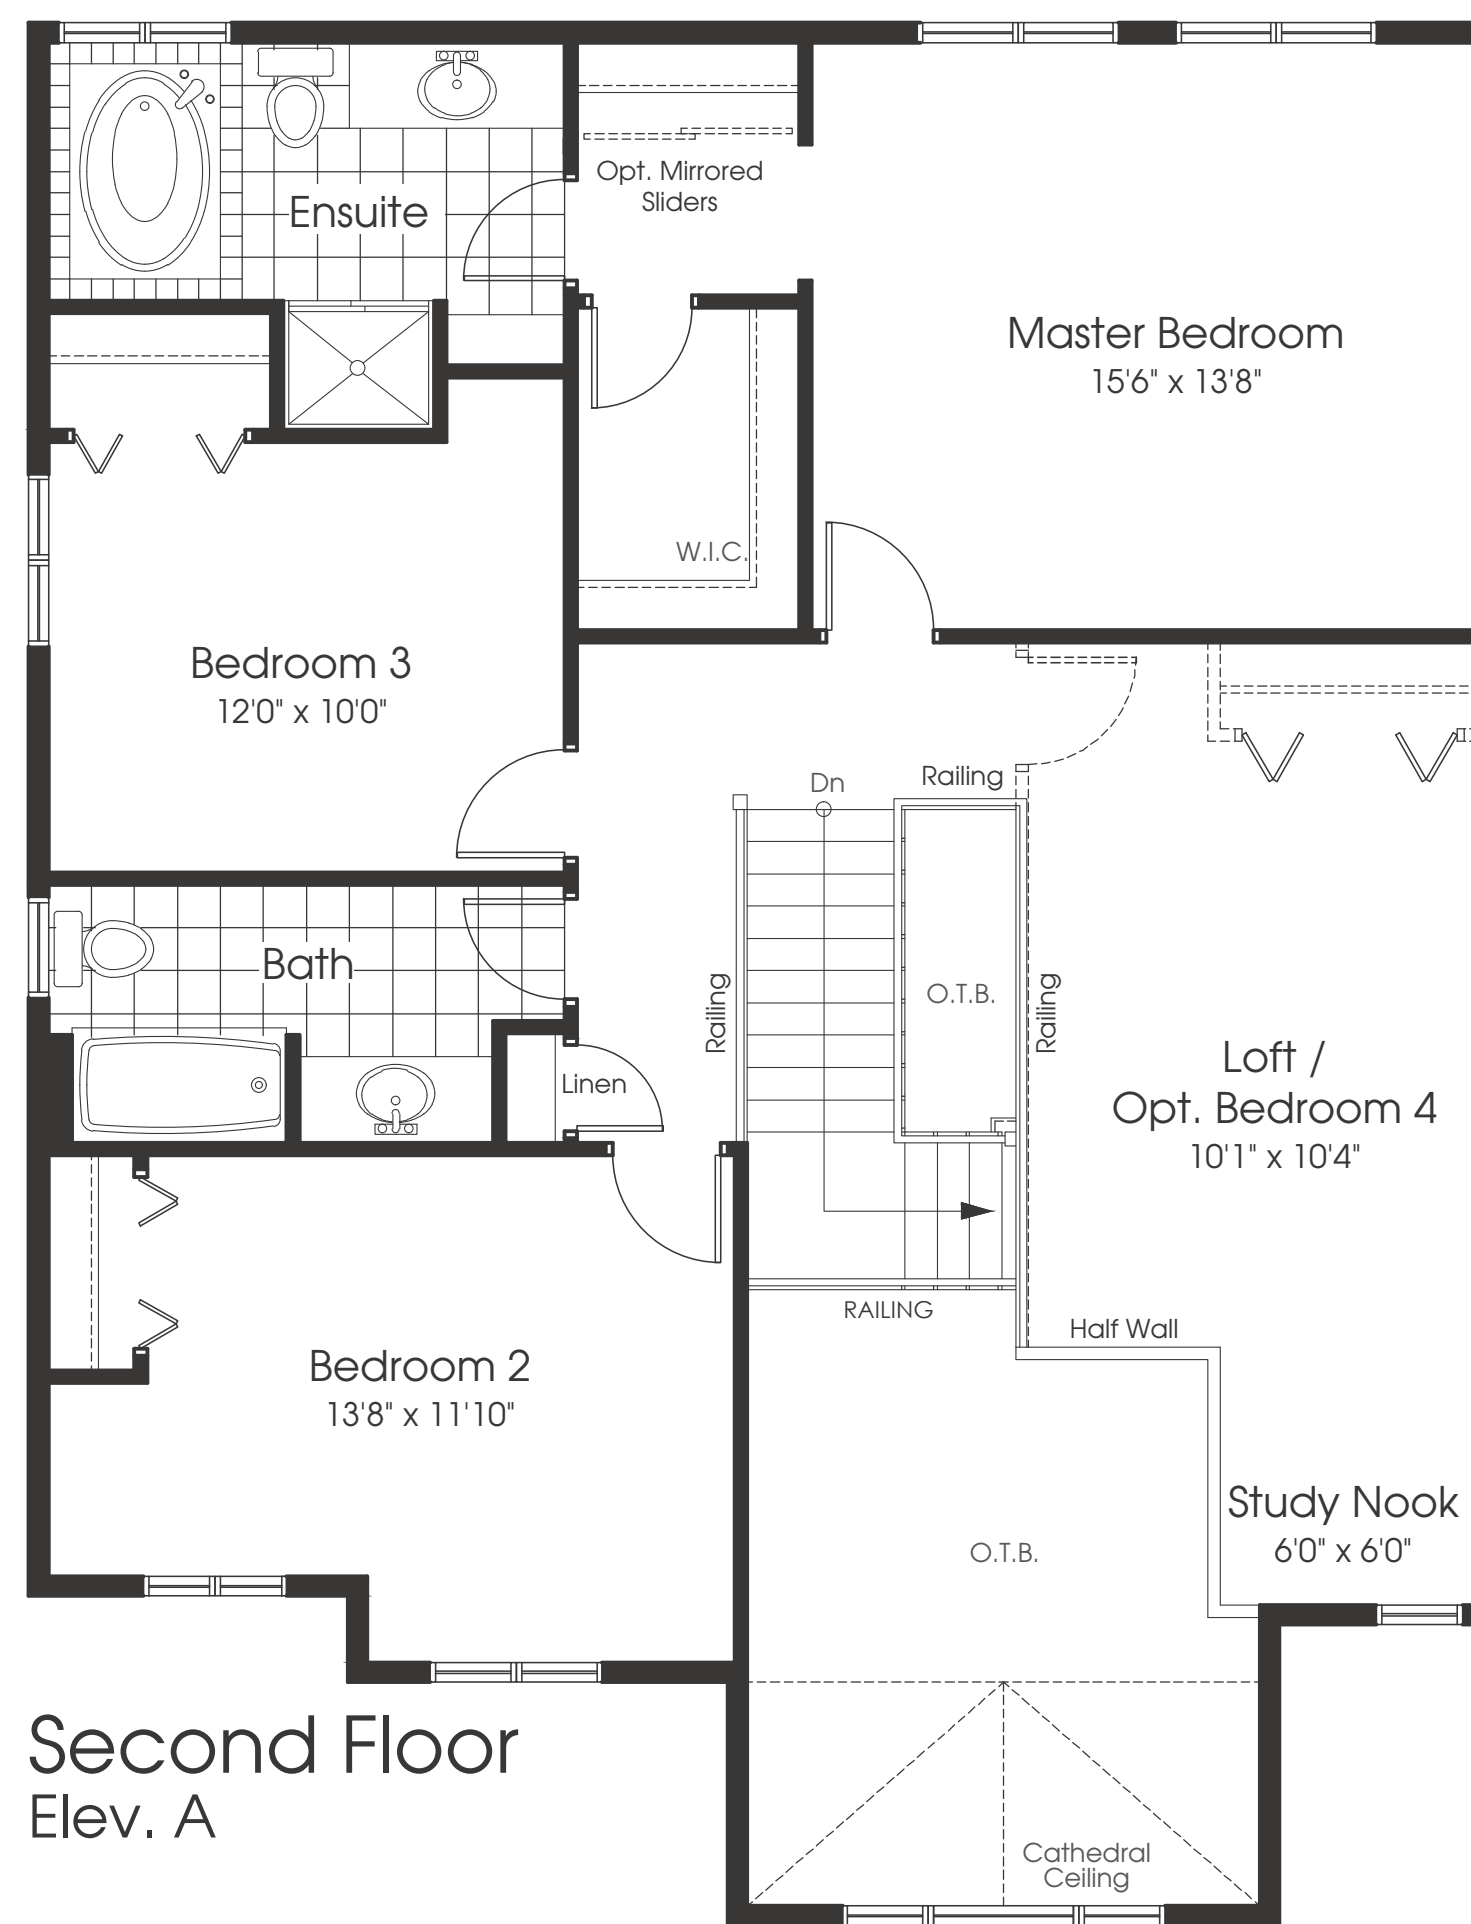 Opt. Mirrored
Sliders
Ensuite
Master Bedroom
15'6" x 13'8"
W.I.C.
Bedroom 3
12'0" x 10'0"
Dn
Railing
Bath
Railing
O.T.B.
Railing
Linen
Loft /
Opt. Bedroom 4
10'1" x 10'4"
RAILING
Half Wall
Bedroom 2
13'8" x 11'10"
Study Nook
6'0" x 6'0"
O.T.B.
Second Floor
Elev. A
Cathedral
Ceiling